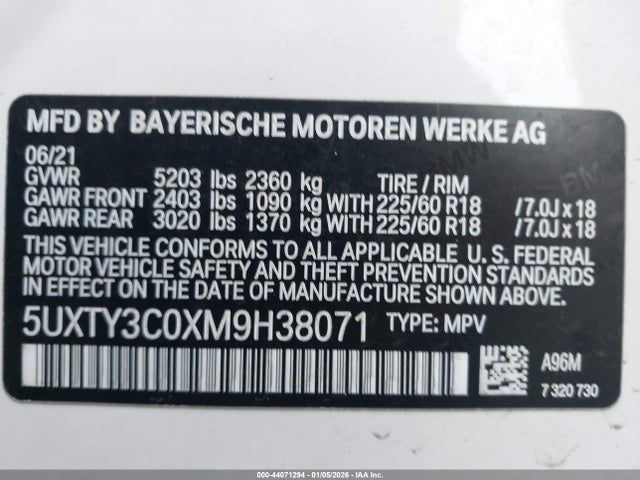 MFD BY BAYERISCHE MOTOREN WERKE AG
06/21
GVWR 5203 lbs 2360 kg TIRE / RIM
GAWR FRONT 2403 lbs 1090 kg WITH 225/60 R18 /7.0J x 18
GAWR REAR 3020 lbs 1370 kg WITH 225/60 R18 /7.0J x 18
THIS VEHICLE CONFORMS TO ALL APPLICABLE U. S. FEDERAL
MOTOR VEHICLE SAFETY AND THEFT PREVENTION STANDARDS
IN EFFECT ON THE DATE OF MANUFACTURE SHOWN ABOVE.
5UXTY3C0XM9H38071 TYPE: MPV
A96M
7 320 730
000-44071294 - 01/05/2026 - IAA Inc.